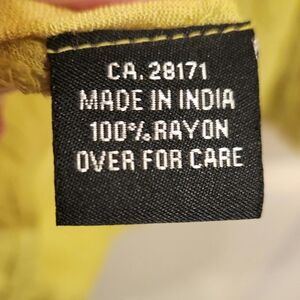 CA. 28171
MADE IN INDIA
100% RAYON
OVER FOR CARE